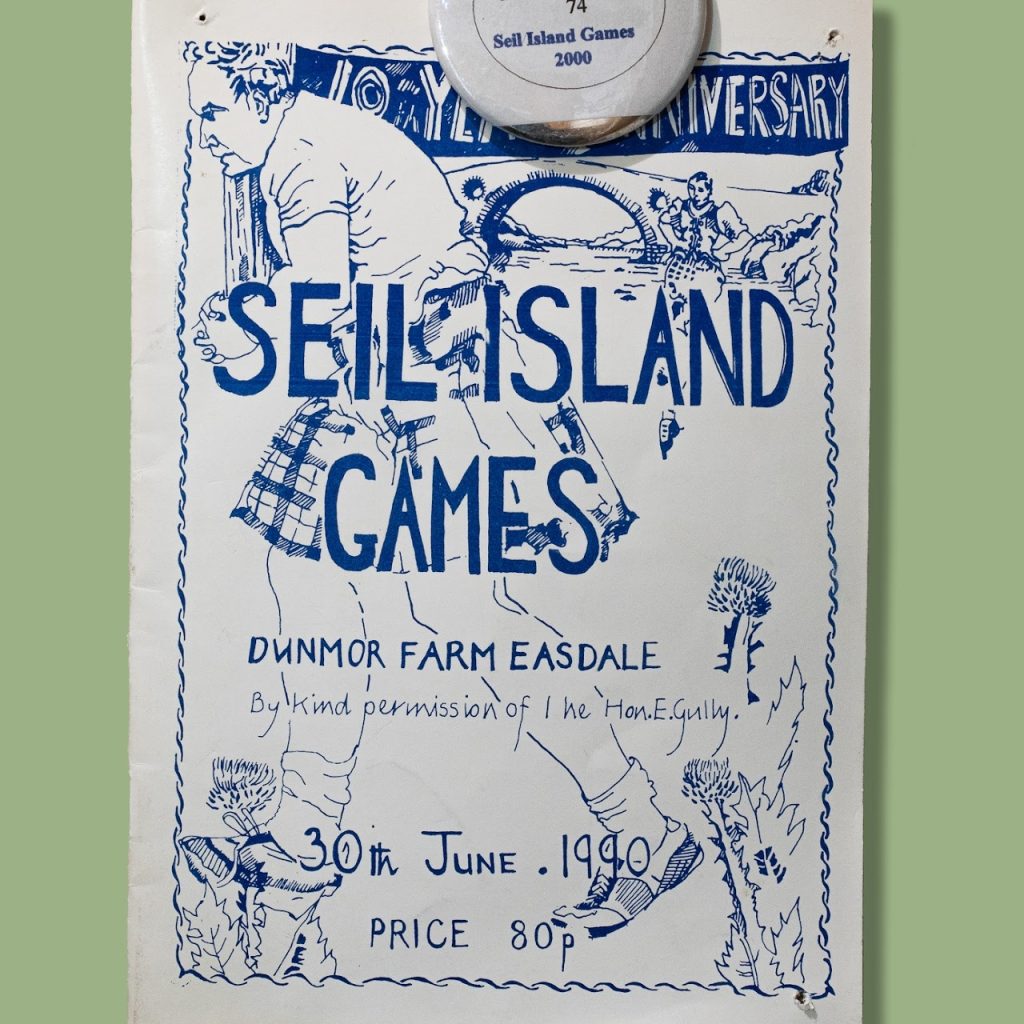 74
Seil Island Games
2000
10th
SEIL ISLAND
GAMES
DUNMOR FARM EASDALE
By kind permission of The Hon.E.Gully.
30th JUNE . 1990
PRICE 80p